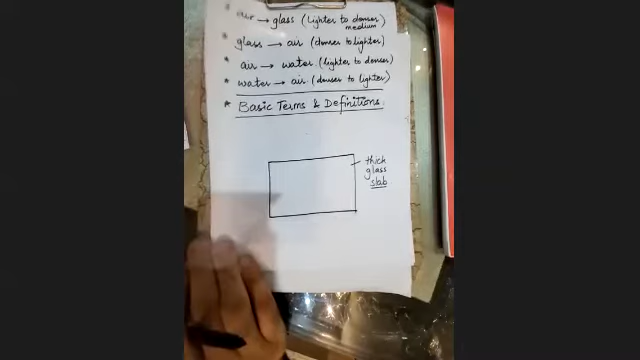 * air → glass (lighter to denser medium)
* glass → air (denser to lighter)
* air → water (lighter to denser)
* water → air (denser to lighter)
* Basic Terms & Definitions.
thick
glass
slab